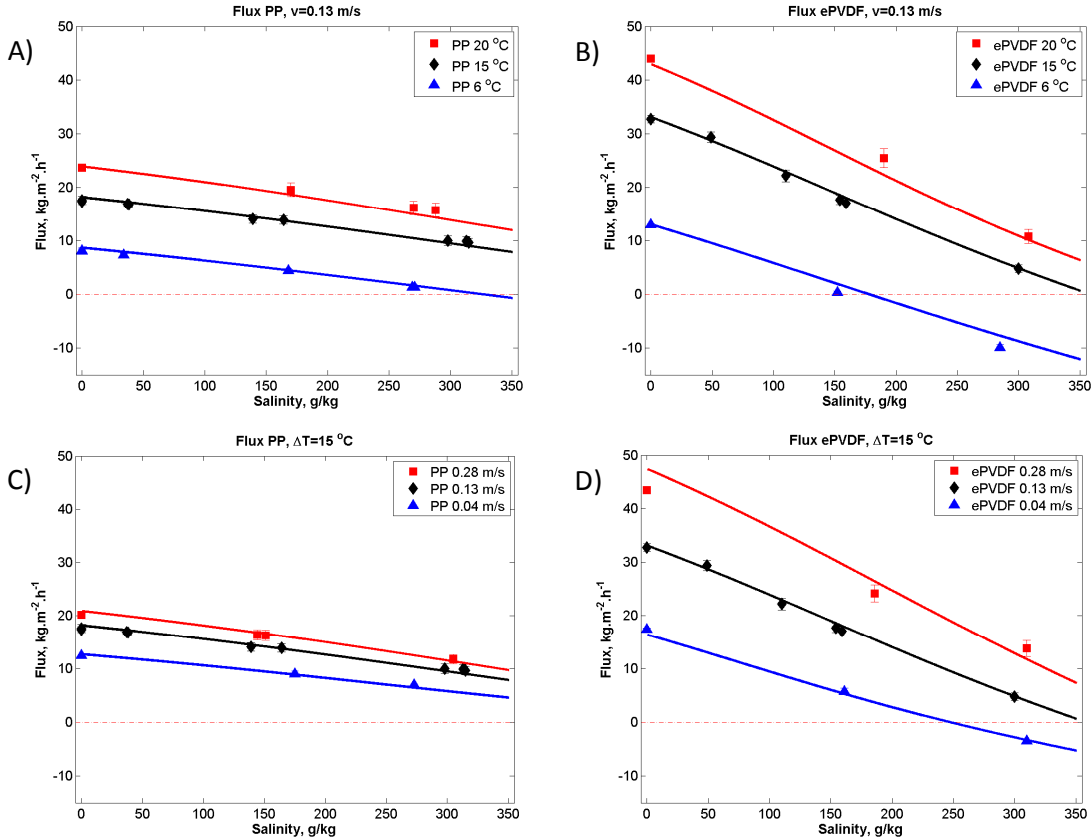 A)
Flux PP, v=0.13 m/s
PP 20 °C
PP 15 °C
PP 6 °C
50
40
30
20
10
0
-10
Flux, kg.m⁻².h⁻¹
0 50 100 150 200 250 300 350
Salinity, g/kg
B)
Flux ePVDF, v=0.13 m/s
ePVDF 20 °C
ePVDF 15 °C
ePVDF 6 °C
50
40
30
20
10
0
-10
Flux, kg.m⁻².h⁻¹
0 50 100 150 200 250 300 350
Salinity, g/kg
C)
Flux PP, ΔT=15 °C
PP 0.28 m/s
PP 0.13 m/s
PP 0.04 m/s
50
40
30
20
10
0
-10
Flux, kg.m⁻².h⁻¹
0 50 100 150 200 250 300 350
Salinity, g/kg
D)
Flux ePVDF, ΔT=15 °C
ePVDF 0.28 m/s
ePVDF 0.13 m/s
ePVDF 0.04 m/s
50
40
30
20
10
0
-10
Flux, kg.m⁻².h⁻¹
0 50 100 150 200 250 300 350
Salinity, g/kg